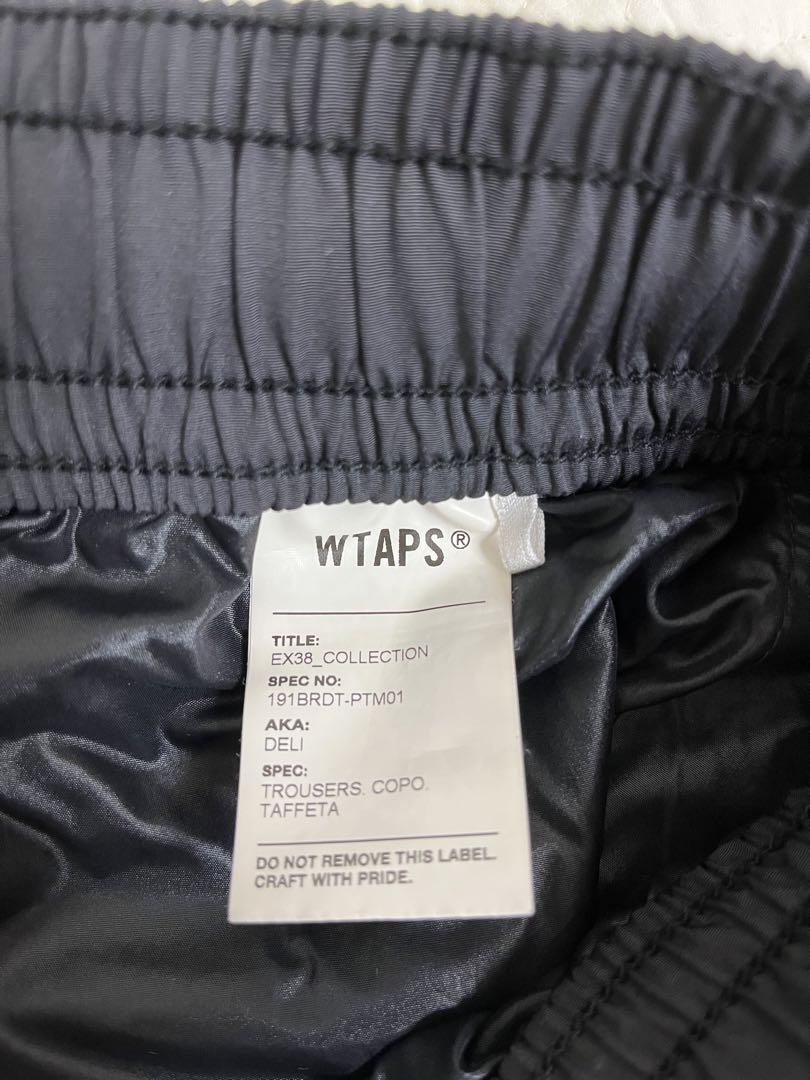 WTAPS®
TITLE:
EX38_COLLECTION
SPEC NO:
191BRDT-PTM01
AKA:
DELI
SPEC:
TROUSERS. COPO.
TAFFETA
DO NOT REMOVE THIS LABEL.
CRAFT WITH PRIDE.